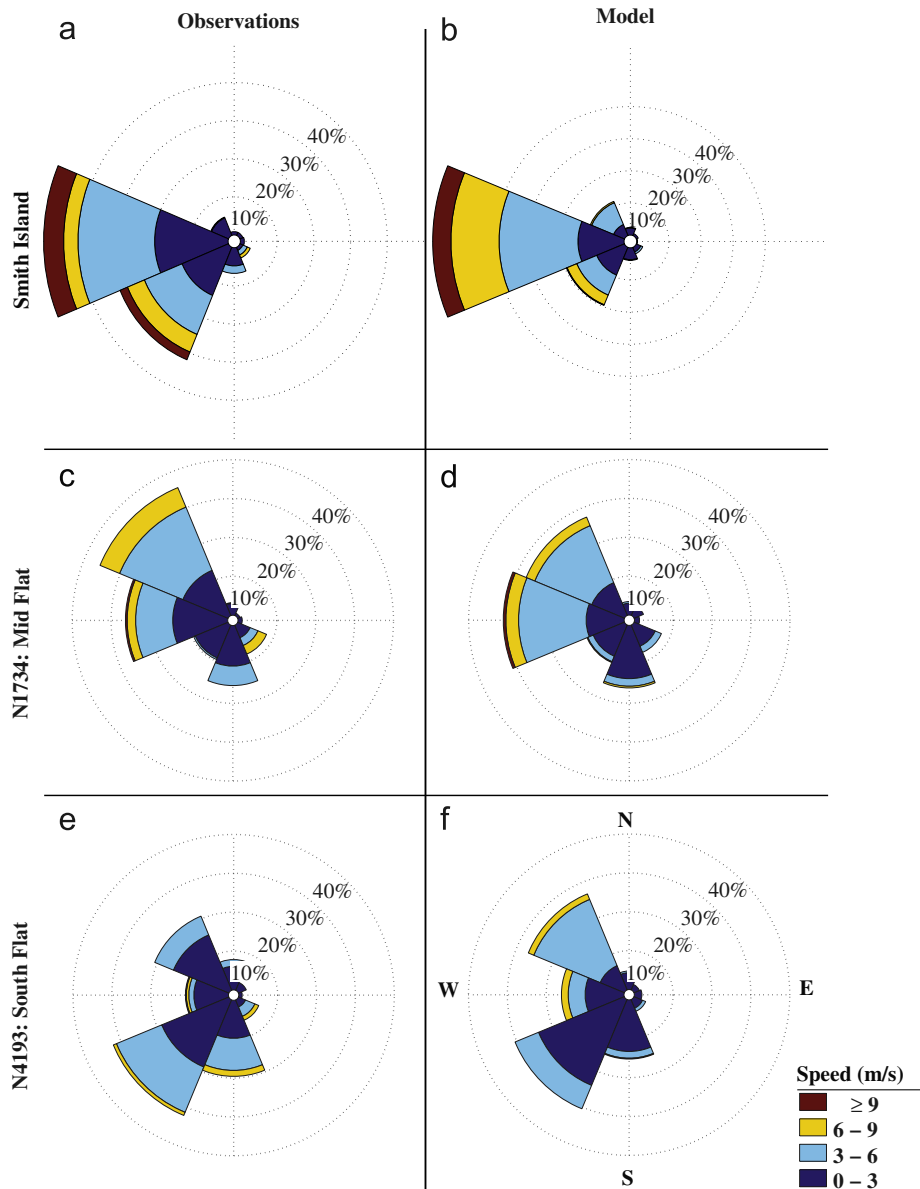 a
Observations
b
Model
Smith Island
40%
30%
20%
10%
40%
30%
20%
10%
N1734: Mid Flat
c
40%
30%
20%
10%
d
40%
30%
20%
10%
N4193: South Flat
e
40%
30%
20%
10%
f
N
40%
30%
20%
10%
W
E
S
Speed (m/s)
≥ 9
6 – 9
3 – 6
0 – 3